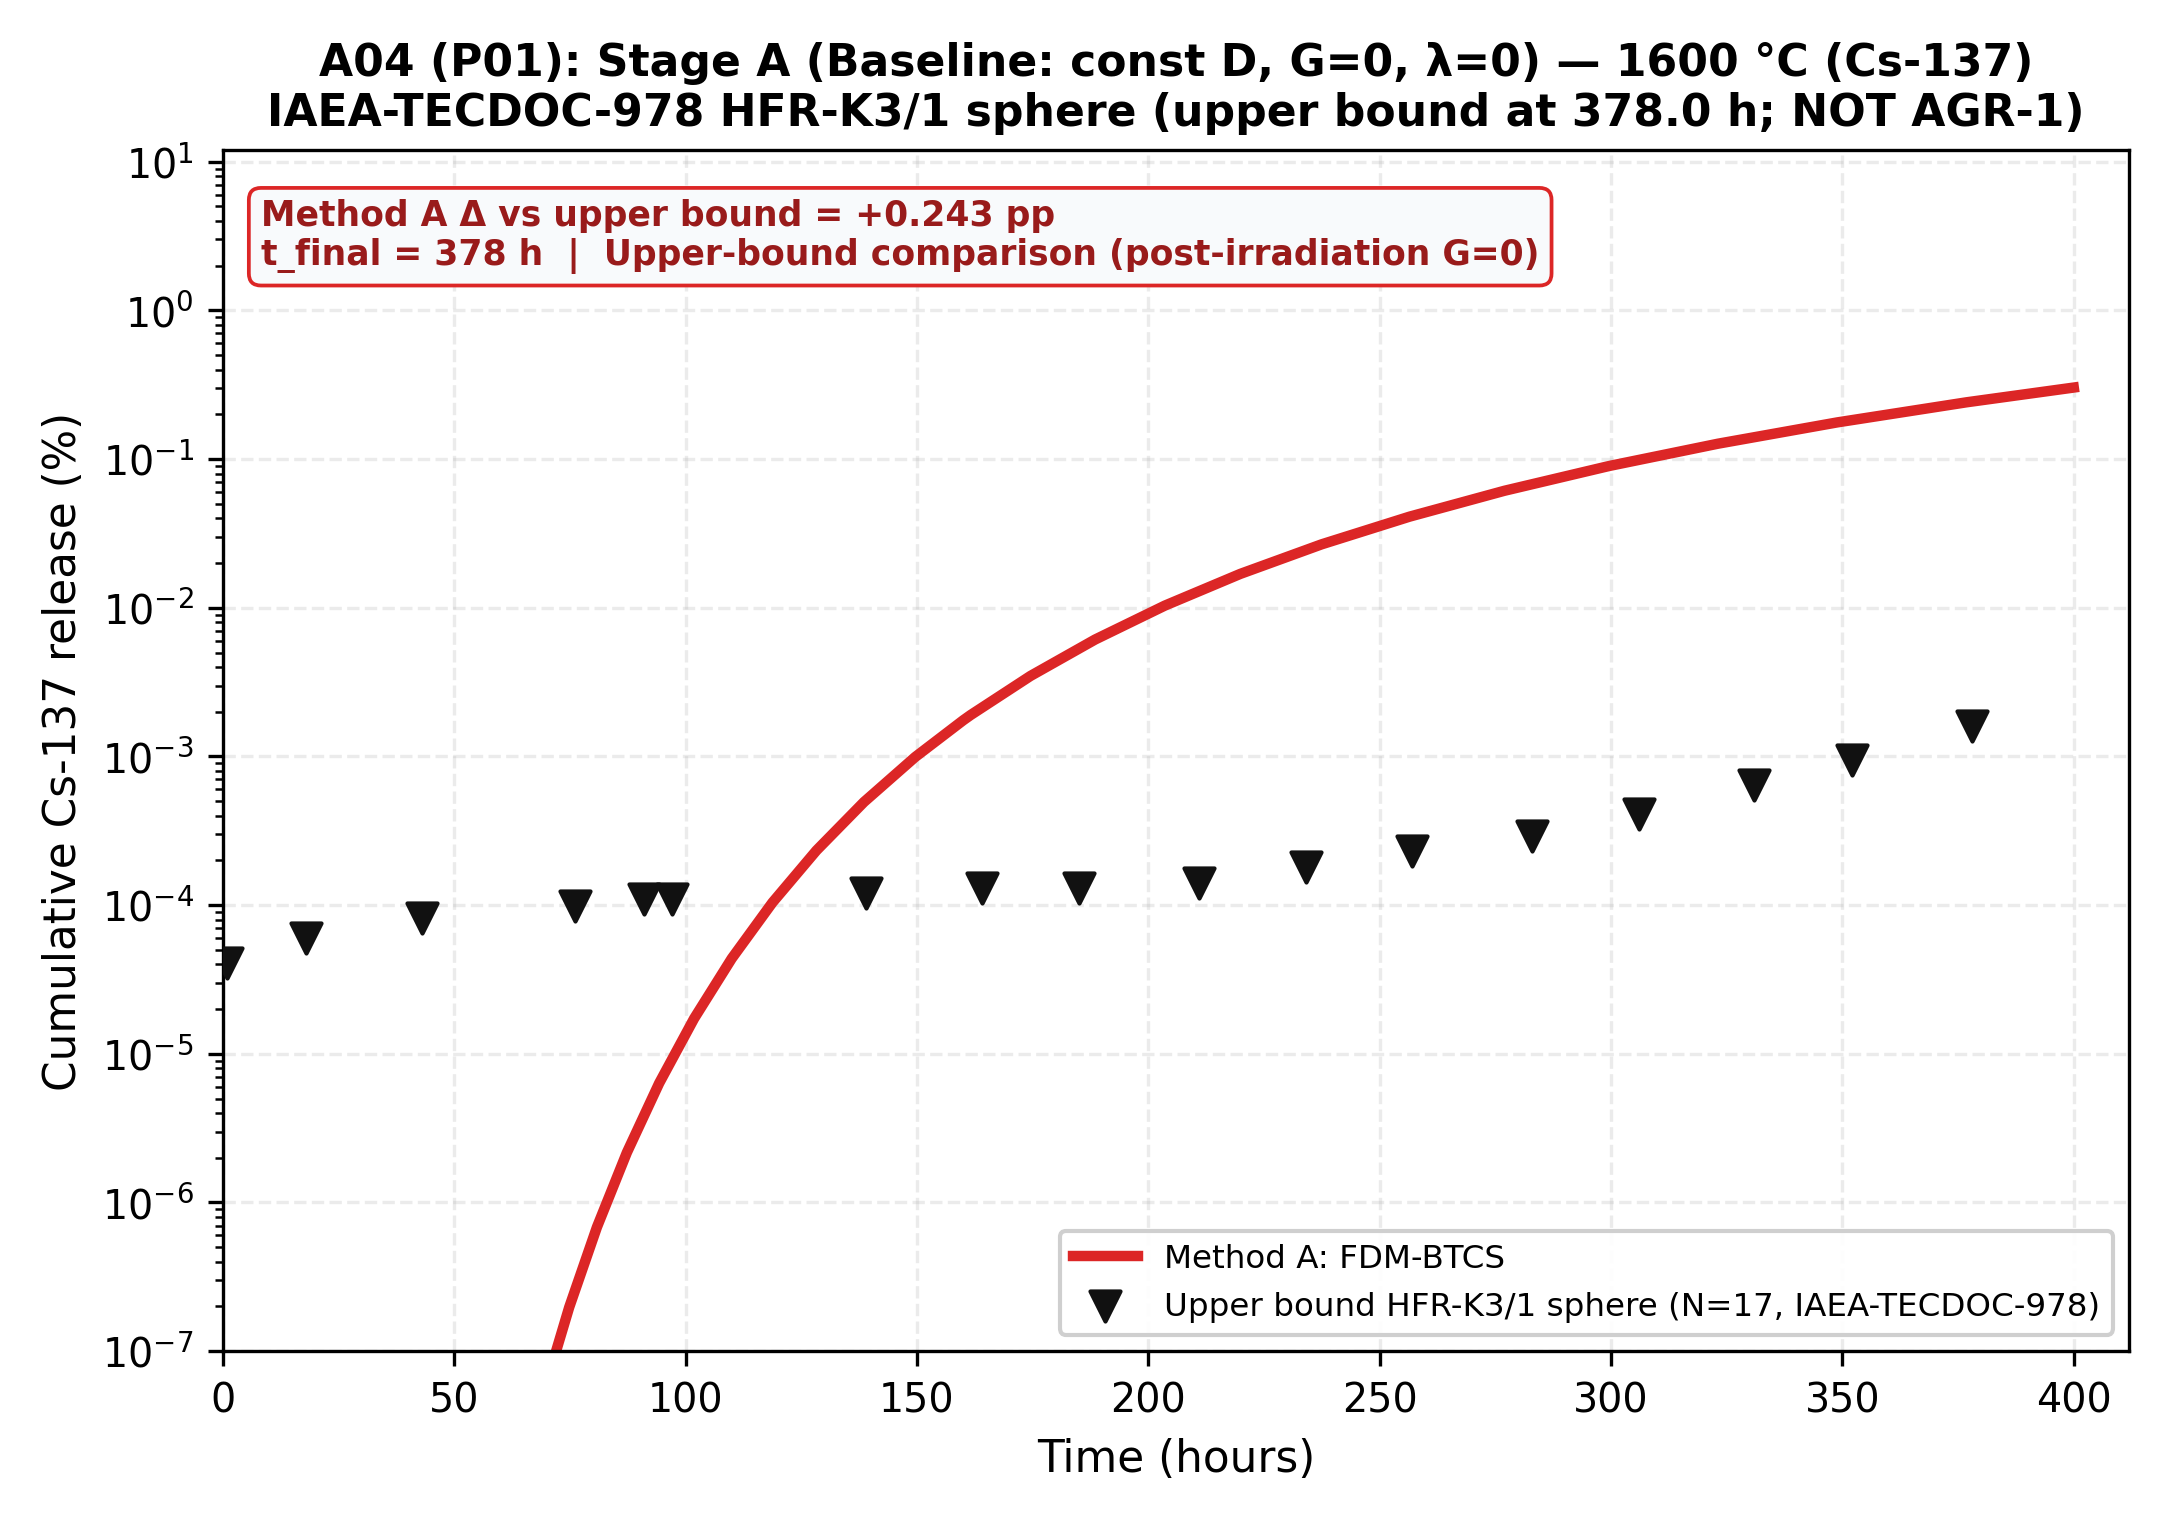 A04 (P01): Stage A (Baseline: const D, G=0, λ=0) — 1600 °C (Cs-137)
IAEA-TECDOC-978 HFR-K3/1 sphere (upper bound at 378.0 h; NOT AGR-1)
Method A Δ vs upper bound = +0.243 pp
t_final = 378 h | Upper-bound comparison (post-irradiation G=0)
Cumulative Cs-137 release (%)
10¹
10⁰
10⁻¹
10⁻²
10⁻³
10⁻⁴
10⁻⁵
10⁻⁶
10⁻⁷
Method A: FDM-BTCS
Upper bound HFR-K3/1 sphere (N=17, IAEA-TECDOC-978)
0 50 100 150 200 250 300 350 400
Time (hours)